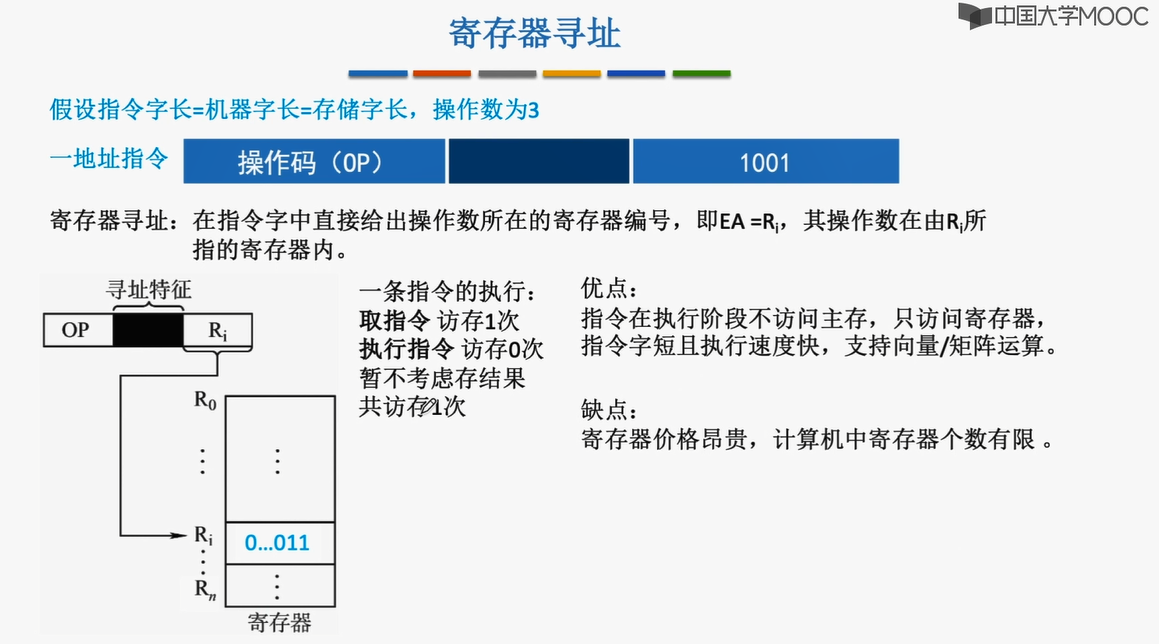 中国大学MOOC
寄存器寻址
假设指令字长=机器字长=存储字长，操作数为3
一地址指令 操作码（OP） 1001
寄存器寻址：在指令字中直接给出操作数所在的寄存器编号，即EA =Ri，其操作数在由Ri所
指的寄存器内。
寻址特征
OP Ri
R0
⋮ ⋮
Ri 0...011
⋮
Rn ⋮
寄存器
一条指令的执行：
取指令 访存1次
执行指令 访存0次
暂不考虑存结果
共访存1次
优点：
指令在执行阶段不访问主存，只访问寄存器，
指令字短且执行速度快，支持向量/矩阵运算。
缺点：
寄存器价格昂贵，计算机中寄存器个数有限 。